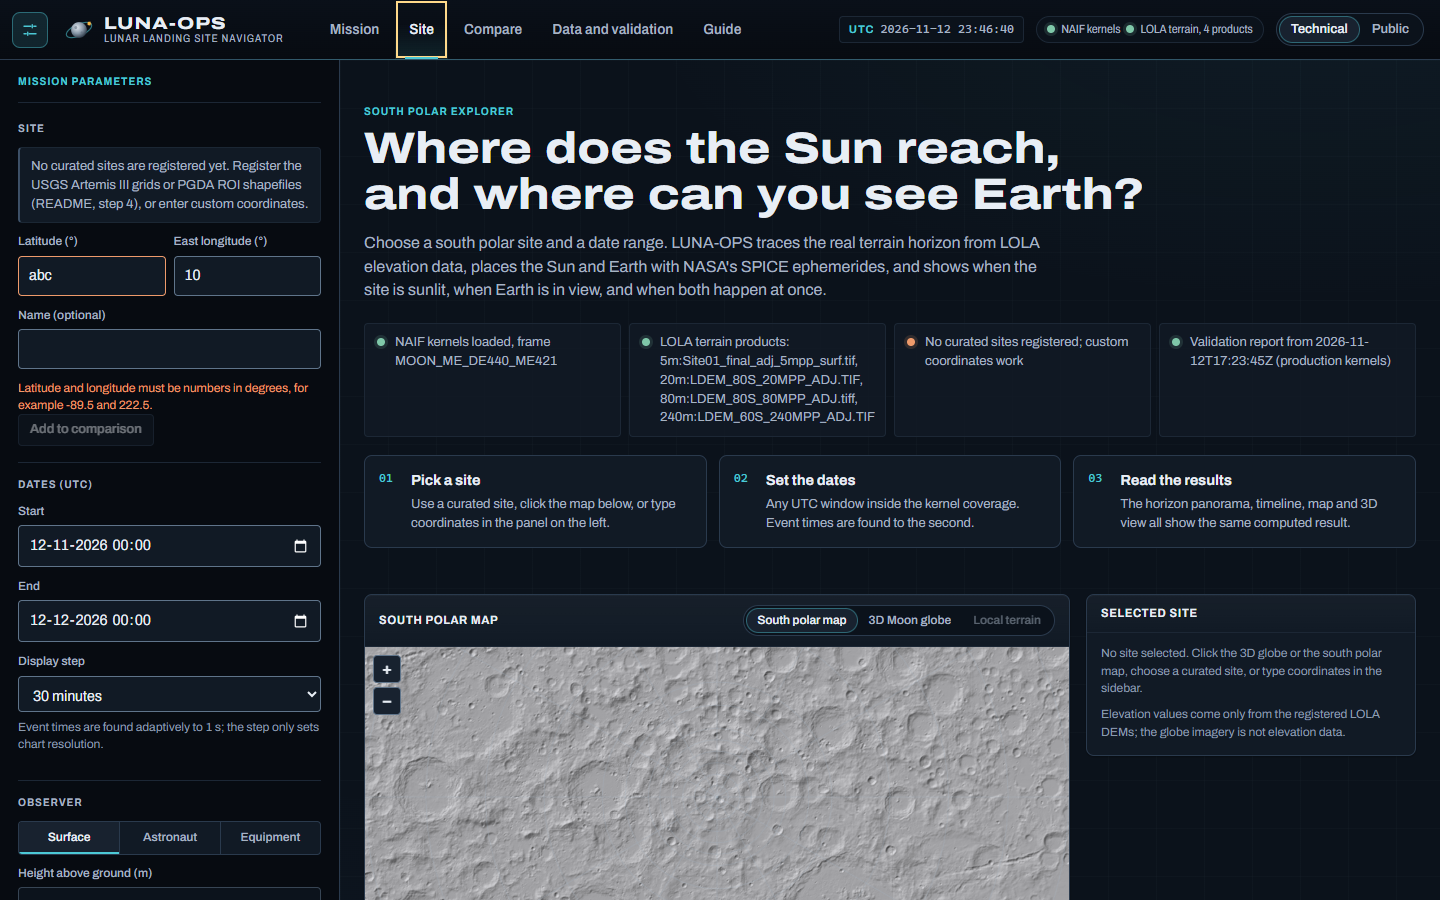 LUNA-OPS
LUNAR LANDING SITE NAVIGATOR
Mission
Site
Compare
Data and validation
Guide
UTC 2026-11-12 23:46:40
NAIF kernels
LOLA terrain, 4 products
Technical
Public
MISSION PARAMETERS
SITE
No curated sites are registered yet. Register the
USGS Artemis III grids or PGDA ROI shapefiles
(README, step 4), or enter custom coordinates.
Latitude (°)
East longitude (°)
abc
10
Name (optional)
Latitude and longitude must be numbers in degrees, for
example -89.5 and 222.5.
Add to comparison
DATES (UTC)
Start
12-11-2026 00:00
End
12-12-2026 00:00
Display step
30 minutes
Event times are found adaptively to 1 s; the step only sets
chart resolution.
OBSERVER
Surface
Astronaut
Equipment
Height above ground (m)
SOUTH POLAR EXPLORER
Where does the Sun reach,
and where can you see Earth?
Choose a south polar site and a date range. LUNA-OPS traces the real terrain horizon from LOLA
elevation data, places the Sun and Earth with NASA's SPICE ephemerides, and shows when the
site is sunlit, when Earth is in view, and when both happen at once.
NAIF kernels loaded, frame
MOON_ME_DE440_ME421
LOLA terrain products:
5m:Site01_final_adj_5mpp_surf.tif,
20m:LDEM_80S_20MPP_ADJ.TIF,
80m:LDEM_80S_80MPP_ADJ.tiff,
240m:LDEM_60S_240MPP_ADJ.TIF
No curated sites registered; custom
coordinates work
Validation report from 2026-11-
12T17:23:45Z (production kernels)
01
Pick a site
Use a curated site, click the map below, or type
coordinates in the panel on the left.
02
Set the dates
Any UTC window inside the kernel coverage.
Event times are found to the second.
03
Read the results
The horizon panorama, timeline, map and 3D
view all show the same computed result.
SOUTH POLAR MAP
South polar map
3D Moon globe
Local terrain
+
−
SELECTED SITE
No site selected. Click the 3D globe or the south polar
map, choose a curated site, or type coordinates in the
sidebar.
Elevation values come only from the registered LOLA
DEMs; the globe imagery is not elevation data.